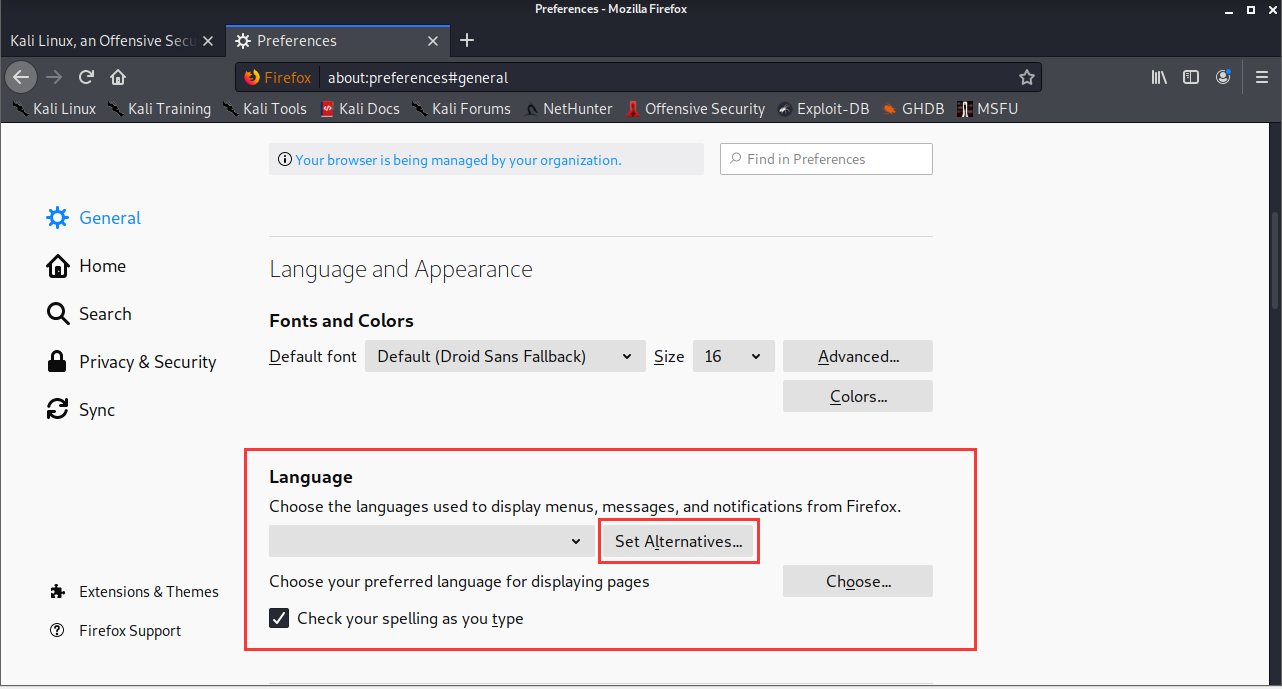 Preferences - Mozilla Firefox
Kali Linux, an Offensive Secu
Preferences
Firefox about:preferences#general
Kali Linux Kali Training Kali Tools Kali Docs Kali Forums NetHunter Offensive Security Exploit-DB GHDB MSFU
Your browser is being managed by your organization.
Find in Preferences
General
Home
Search
Privacy & Security
Sync
Extensions & Themes
Firefox Support
Language and Appearance
Fonts and Colors
Default font Default (Droid Sans Fallback) Size 16 Advanced...
Colors...
Language
Choose the languages used to display menus, messages, and notifications from Firefox.
Set Alternatives...
Choose your preferred language for displaying pages Choose...
Check your spelling as you type